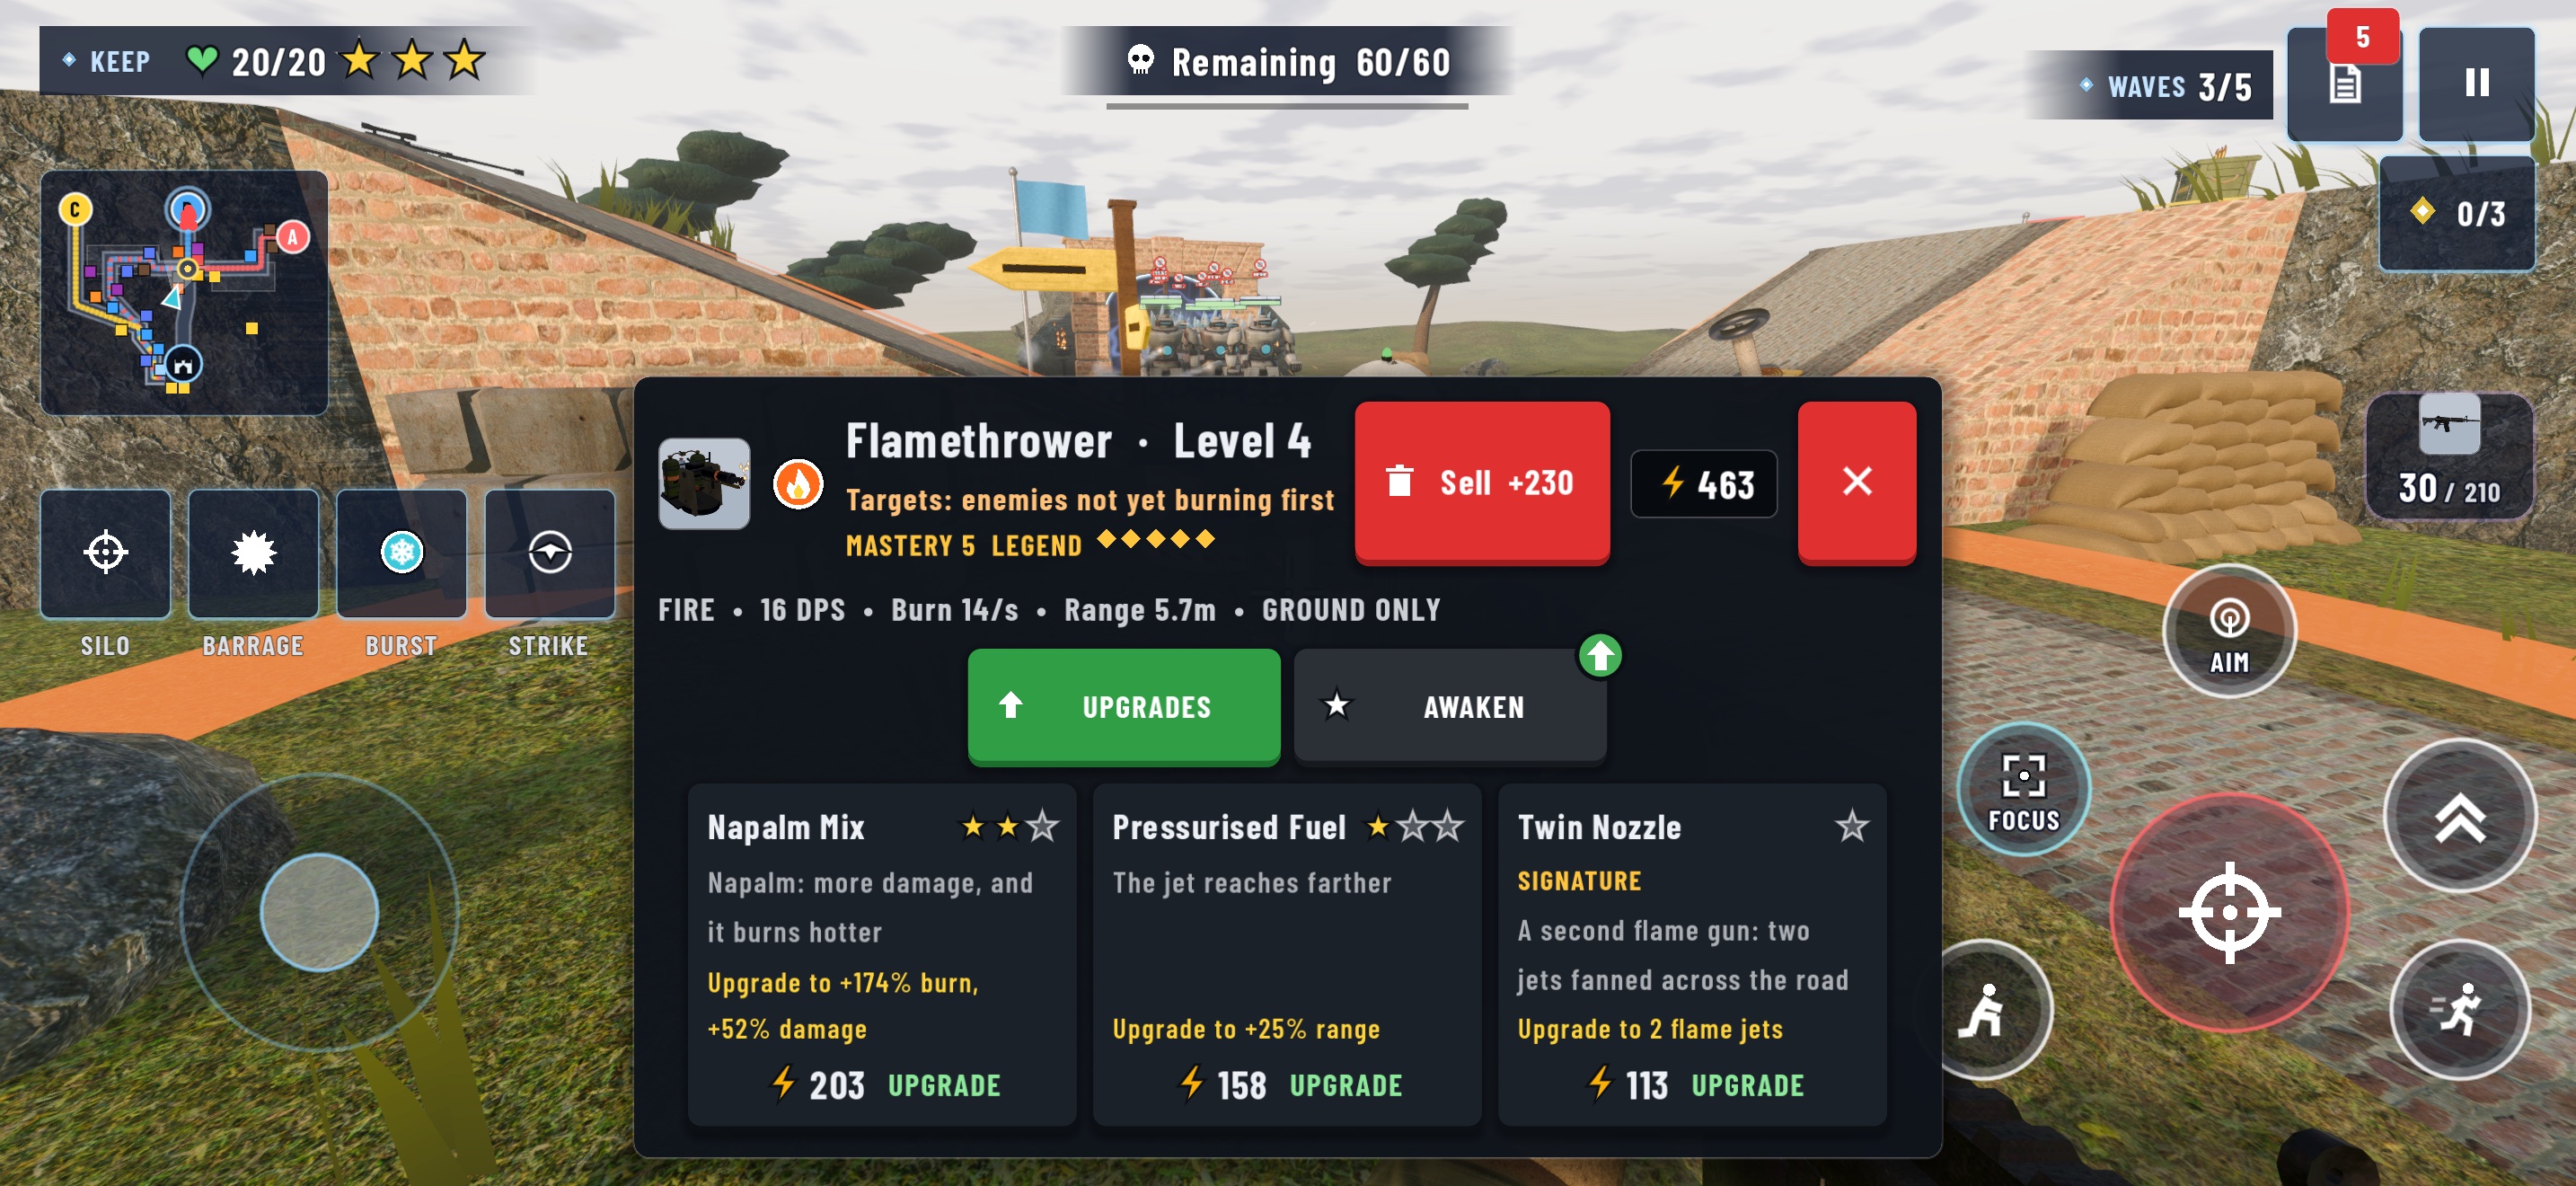 KEEP 20/20
Remaining 60/60
5
WAVES 3/5
0/3
C
A
30 / 210
SILO
BARRAGE
BURST
STRIKE
Flamethrower · Level 4
Targets: enemies not yet burning first
MASTERY 5 LEGEND
Sell +230
463
FIRE • 16 DPS • Burn 14/s • Range 5.7m • GROUND ONLY
UPGRADES
AWAKEN
Napalm Mix
Napalm: more damage, and
it burns hotter
Upgrade to +174% burn,
+52% damage
203 UPGRADE
Pressurised Fuel
The jet reaches farther
Upgrade to +25% range
158 UPGRADE
Twin Nozzle
SIGNATURE
A second flame gun: two
jets fanned across the road
Upgrade to 2 flame jets
113 UPGRADE
AIM
FOCUS